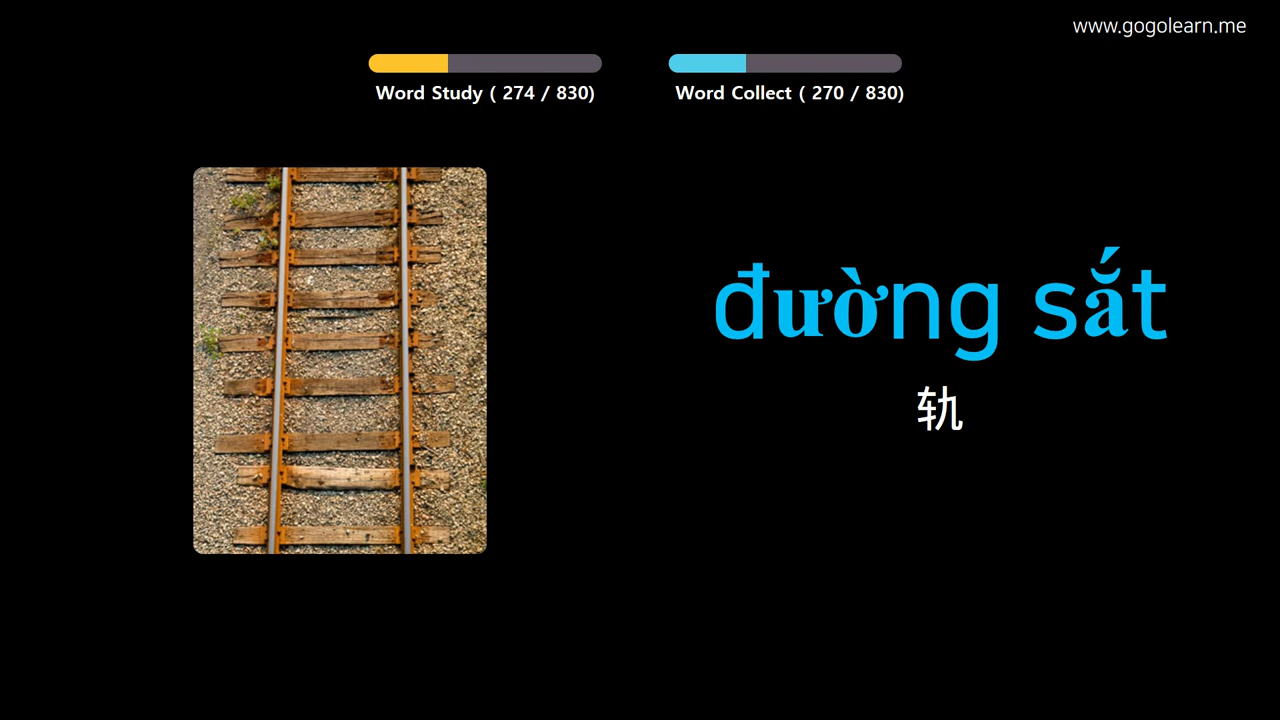 www.gogolearn.me
Word Study ( 274 / 830)
Word Collect ( 270 / 830)
đường sắt
轨